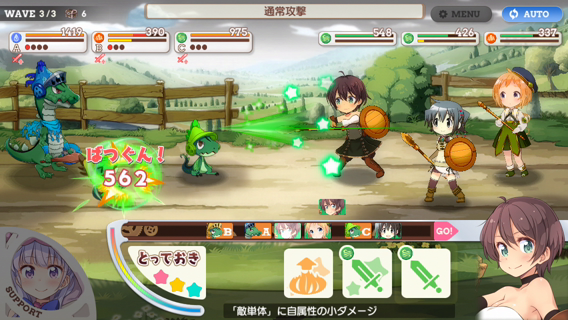 WAVE 3/3 6
通常攻撃
MENU
AUTO
A 1419
B 390
C 975
548
426
337
ばつぐん!
562
B A C GO!
とっておき
SUPPORT
「敵単体」に自属性の小ダメージ